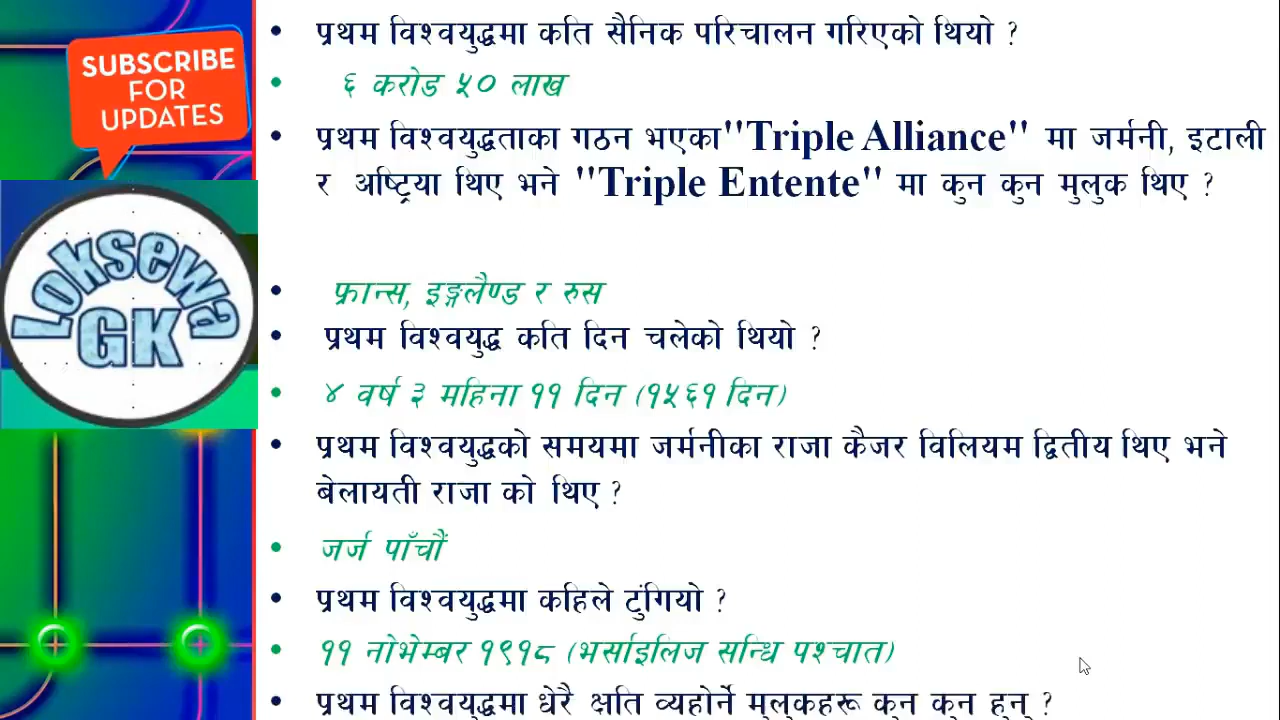 SUBSCRIBE
FOR
UPDATES
Loksewa
GK
• प्रथम विश्वयुद्धमा कति सैनिक परिचालन गरिएको थियो ?
• ६ करोड ५० लाख
• प्रथम विश्वयुद्धताका गठन भएका"Triple Alliance" मा जर्मनी, इटाली
र अष्ट्रिया थिए भने "Triple Entente" मा कुन कुन मुलुक थिए ?
• फ्रान्स, इङ्गलैण्ड र रुस
• प्रथम विश्वयुद्ध कति दिन चलेको थियो ?
• ४ वर्ष ३ महिना ११ दिन (१५६१ दिन)
• प्रथम विश्वयुद्धको समयमा जर्मनीका राजा कैजर विलियम द्वितीय थिए भने
बेलायती राजा को थिए ?
• जर्ज पाँचौं
• प्रथम विश्वयुद्धमा कहिले टुंगियो ?
• ११ नोभेम्बर १९१८ (भर्साइलिज सन्धि पश्चात)
• प्रथम विश्वयुद्धमा धेरै क्षति व्यहोर्ने मुलुकहरू कुन कुन हुन् ?